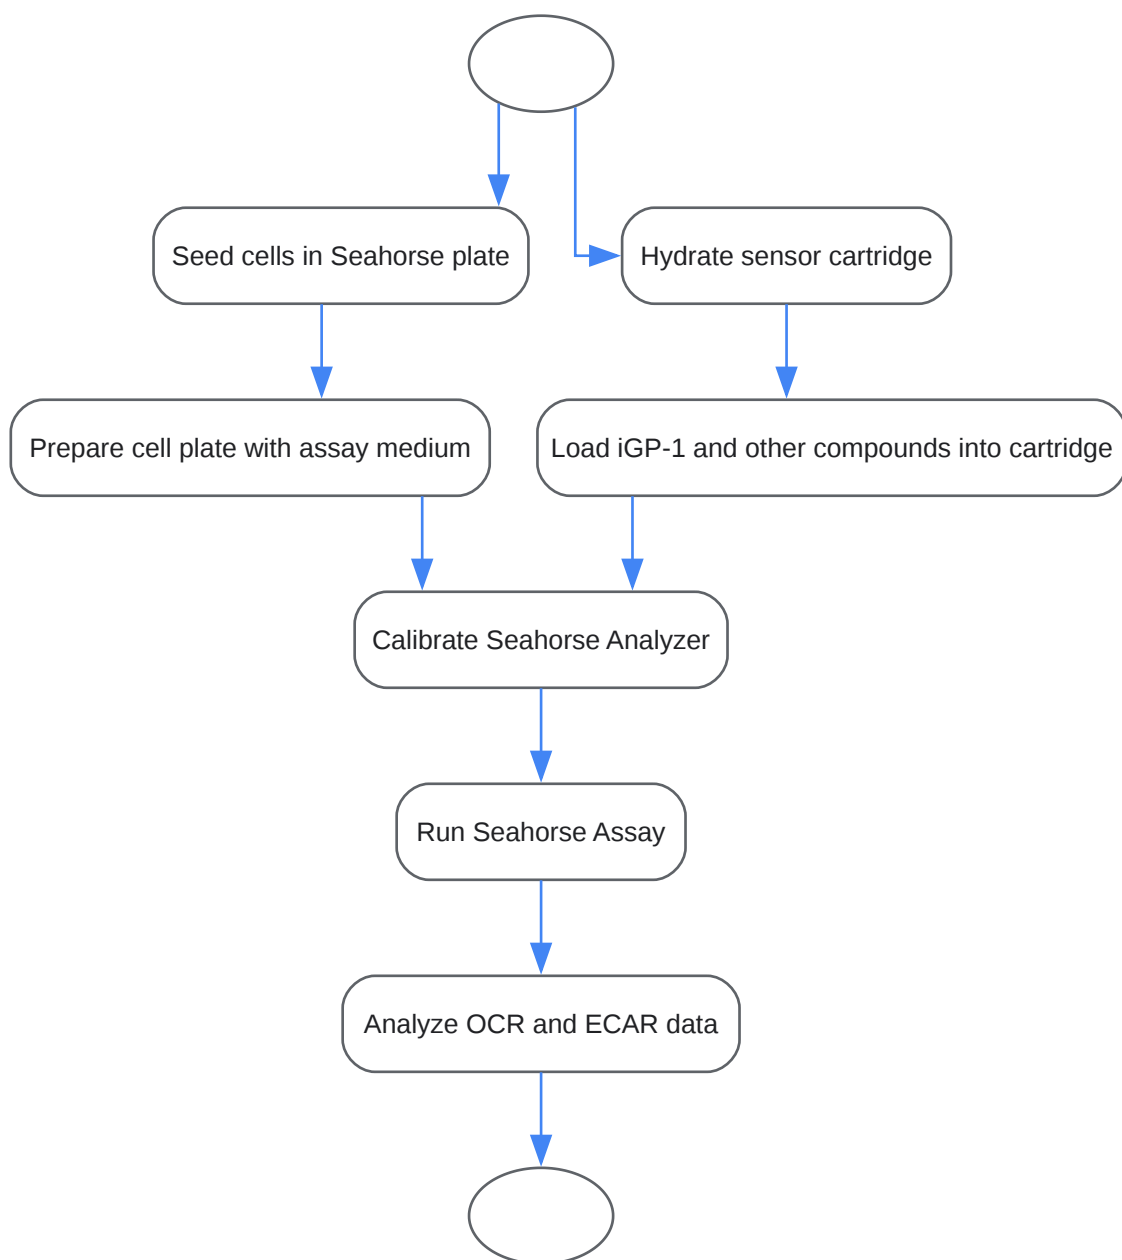 Seed cells in Seahorse plate
Hydrate sensor cartridge
Prepare cell plate with assay medium
Load iGP-1 and other compounds into cartridge
Calibrate Seahorse Analyzer
Run Seahorse Assay
Analyze OCR and ECAR data